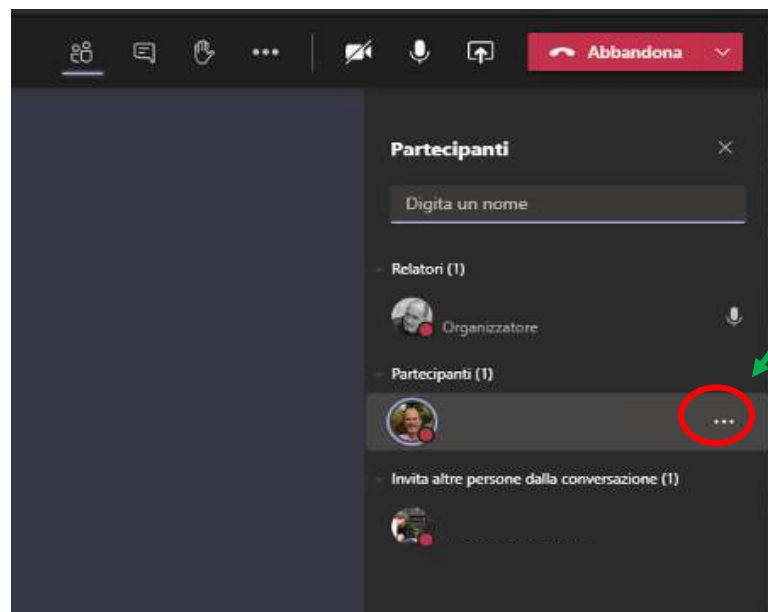 Abbandona
Partecipanti
Digita un nome
Relatori (1)
Organizzatore
Partecipanti (1)
Invita altre persone dalla conversazione (1)